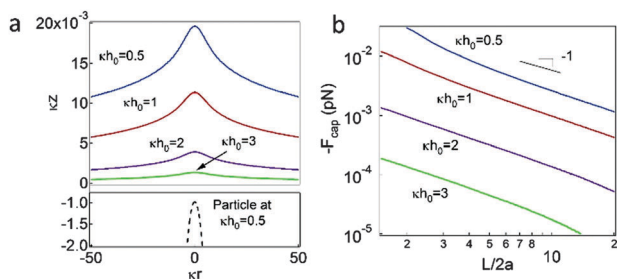 a
20x10⁻³
15
10
5
0
-1.0
-1.5
-2.0
κz
κh₀=0.5
κh₀=1
κh₀=2
κh₀=3
Particle at
κh₀=0.5
-50
0
50
κr
b
10⁻²
10⁻³
10⁻⁴
10⁻⁵
-F_cap (pN)
κh₀=0.5
-1
κh₀=1
κh₀=2
κh₀=3
2
3
4
5
6
7
8
10
2
L/2a